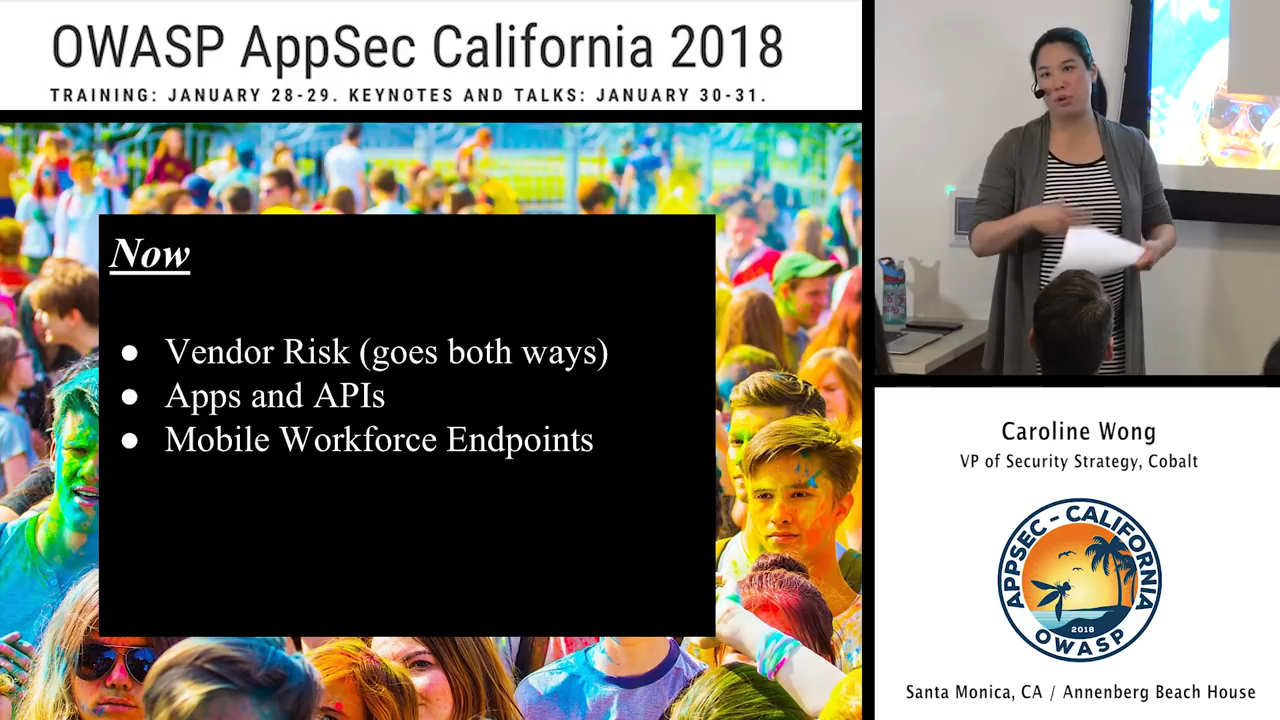 OWASP AppSec California 2018
TRAINING: JANUARY 28-29. KEYNOTES AND TALKS: JANUARY 30-31.
Now
● Vendor Risk (goes both ways)
● Apps and APIs
● Mobile Workforce Endpoints
Caroline Wong
VP of Security Strategy, Cobalt
APPSEC - CALIFORNIA
2018
OWASP
Santa Monica, CA / Annenberg Beach House